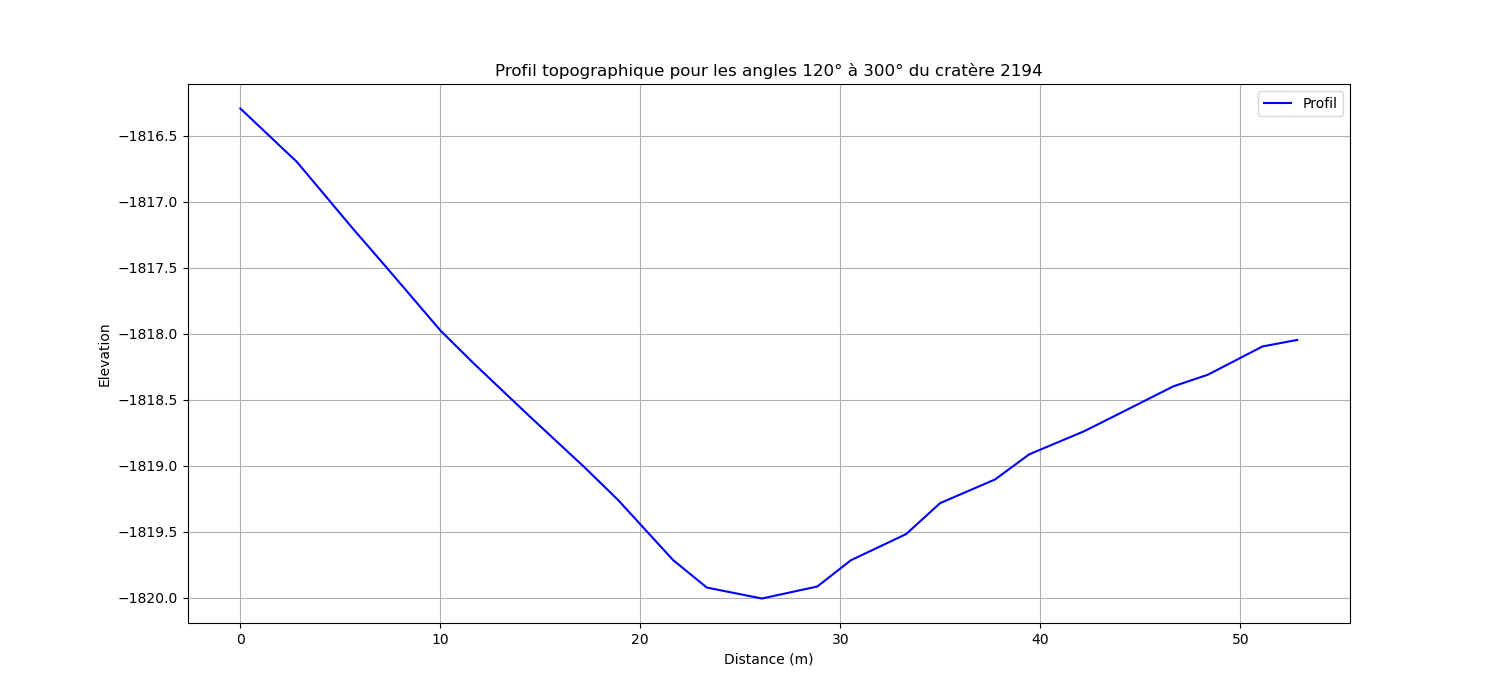 Profil topographique pour les angles 120° à 300° du cratère 2194
Profil
−1816.5
−1817.0
−1817.5
−1818.0
−1818.5
−1819.0
−1819.5
−1820.0
Elevation
0 10 20 30 40 50
Distance (m)